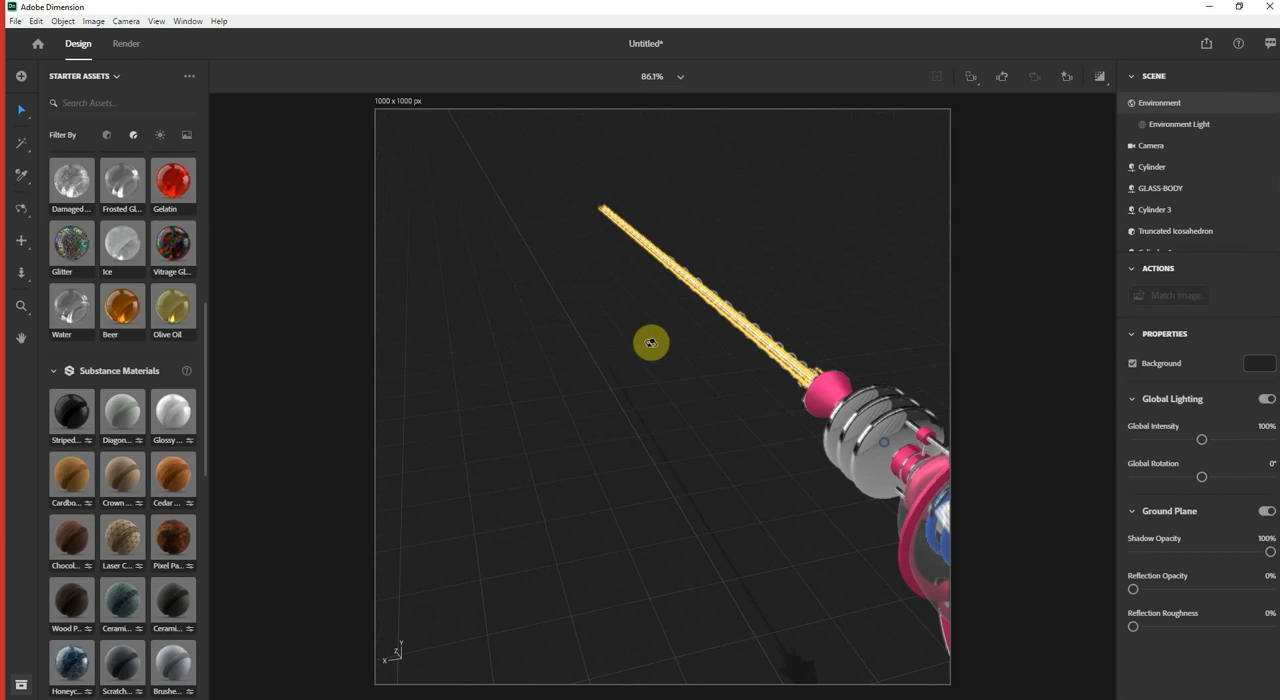 Adobe Dimension
File Edit Object Image Camera View Window Help
Design Render Untitled*
STARTER ASSETS 86.1% SCENE
1000 x 1000 px
Search Assets...
Environment
Environment Light
Filter By
Camera
Cylinder
GLASS-BODY
Damaged ... Frosted Gl... Gelatin
Cylinder 3
Truncated Icosahedron
Glitter Ice Vitrage Gl...
ACTIONS
Match Image...
Water Beer Olive Oil
PROPERTIES
Background
Substance Materials
Global Lighting
Global Intensity 100%
Striped... Diagon... Glossy ...
Global Rotation 0°
Cardbo... Crown ... Cedar ...
Ground Plane
Shadow Opacity 100%
Chocol... Laser C... Pixel Pa...
Reflection Opacity 0%
Reflection Roughness 0%
Wood P... Cerami... Cerami...
Y
Z
X
Honeyc... Scratch... Brushe...